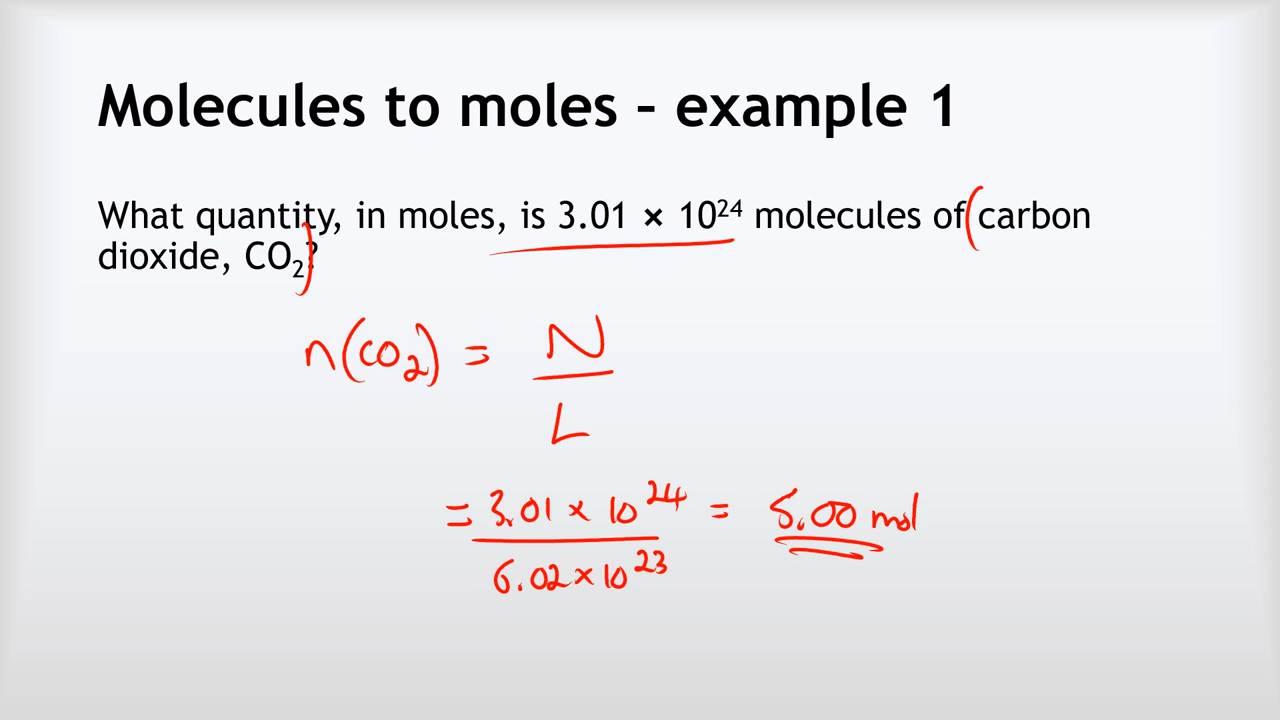 Molecules to moles – example 1
What quantity, in moles, is 3.01 × 10²⁴ molecules of (carbon
dioxide, CO₂)?
n(CO₂) = N
L
= 3.01 × 10²⁴ = 5.00 mol
6.02 × 10²³